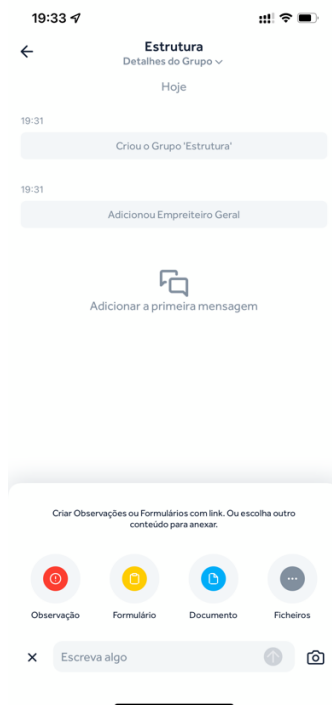 19:33
Estrutura
Detalhes do Grupo
Hoje
19:31
Criou o Grupo 'Estrutura'
19:31
Adicionou Empreiteiro Geral
Adicionar a primeira mensagem
Criar Observações ou Formulários com link. Ou escolha outro
conteúdo para anexar.
Observação Formulário Documento Ficheiros
Escreva algo